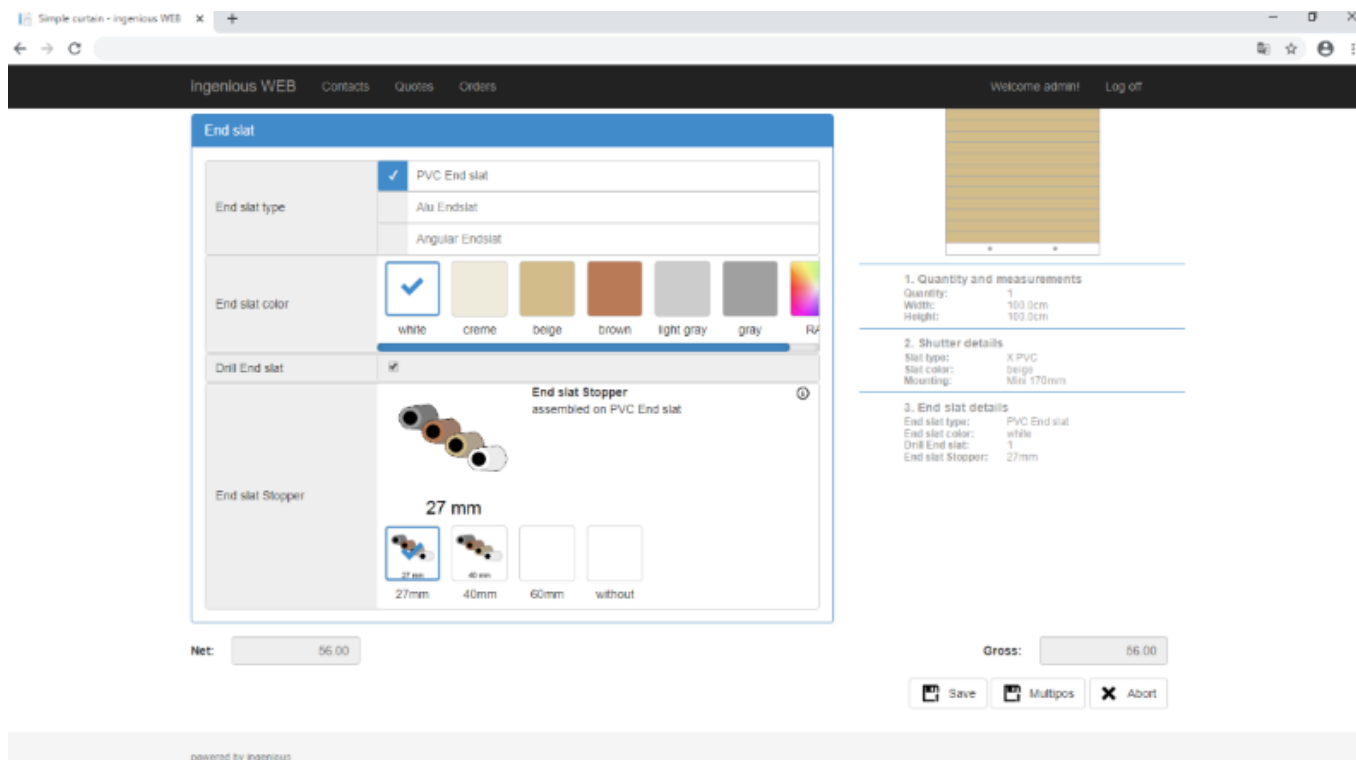 Simple curtain - ingenious WEB
ingenious WEB Contacts Quotes Orders Welcome admin! Log off
End slat
End slat type
PVC End slat
Alu Endslat
Angular Endslat
End slat color
white creme beige brown light gray gray RA
Drill End slat
End slat Stopper
End slat Stopper
assembled on PVC End slat
27 mm
27 mm 40 mm
27mm 40mm 60mm without
1. Quantity and measurements
Quantity: 1
Width: 100.0cm
Height: 100.0cm
2. Shutter details
Slat type: X PVC
Slat color: beige
Mounting: Mini 170mm
3. End slat details
End slat type: PVC End slat
End slat color: white
Drill End slat: 1
End slat Stopper: 27mm
Net: 56.00
Gross: 56.00
Save Multipos Abort
powered by ingenious